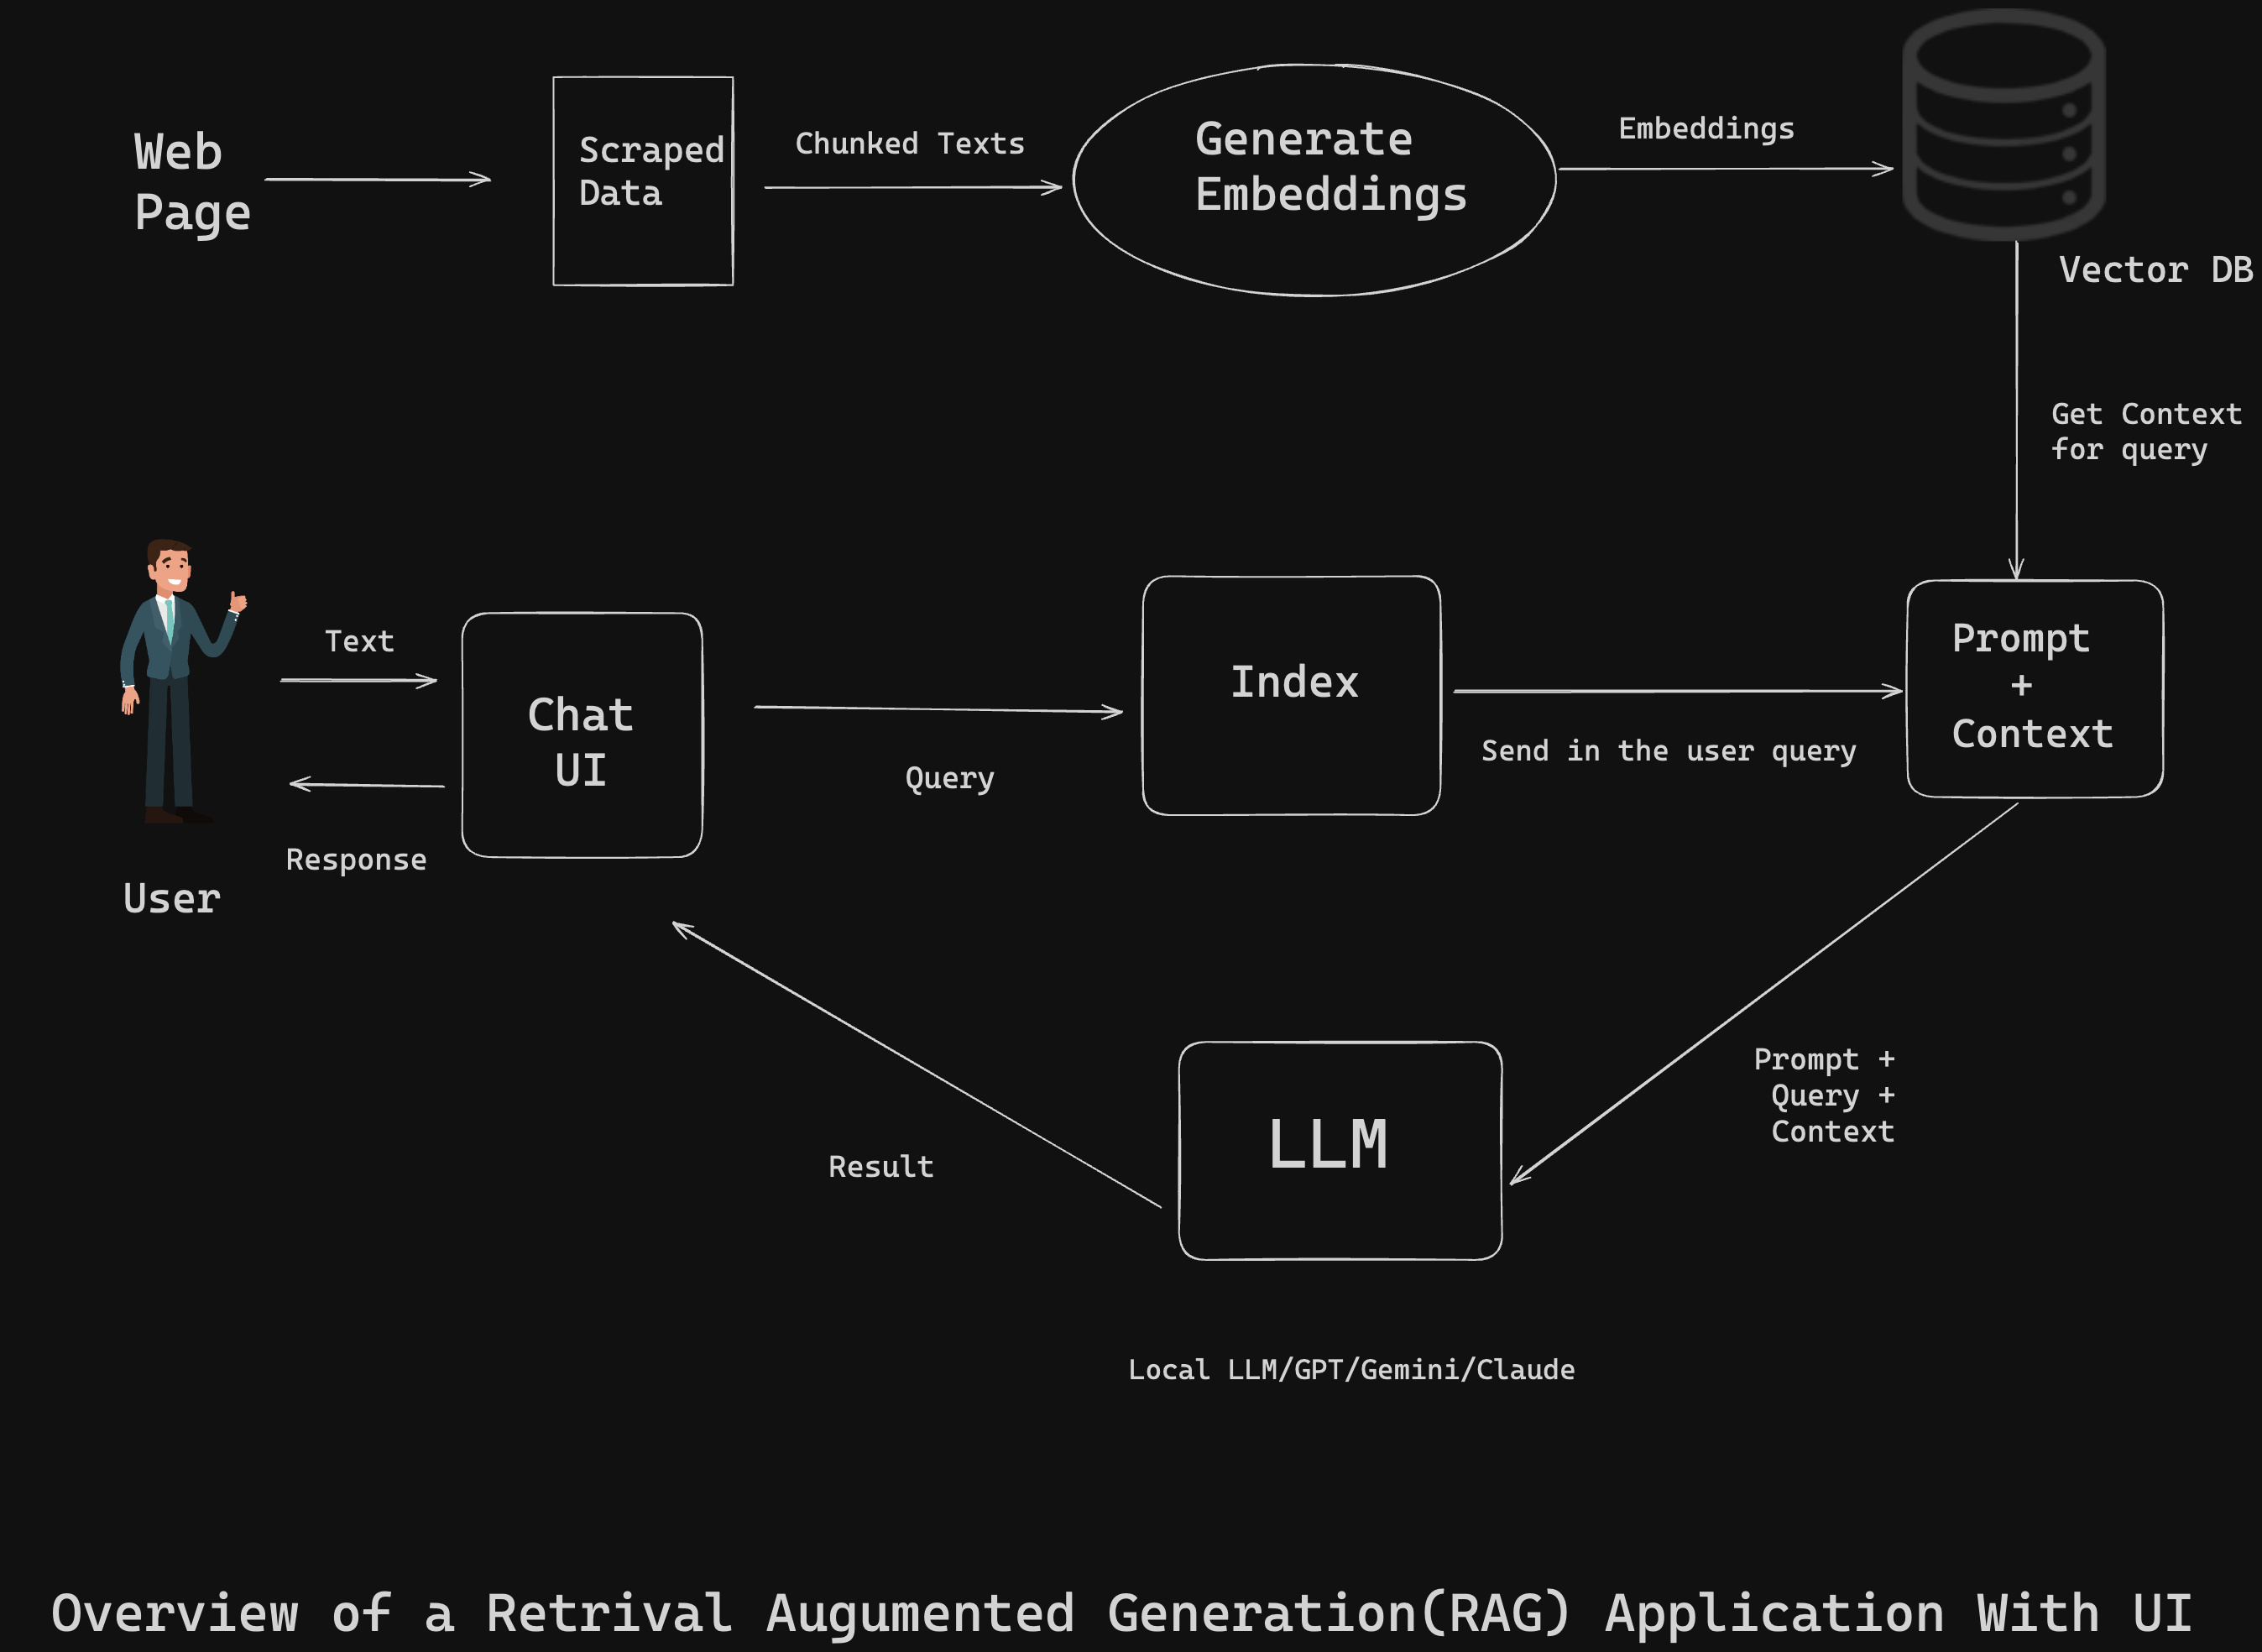 Web
Page
Scraped
Data
Chunked Texts
Generate
Embeddings
Embeddings
Vector DB
Get Context
for query
Text
Response
User
Chat
UI
Query
Index
Send in the user query
Prompt
+
Context
Prompt +
Query +
Context
LLM
Result
Local LLM/GPT/Gemini/Claude
Overview of a Retrival Augumented Generation(RAG) Application With UI